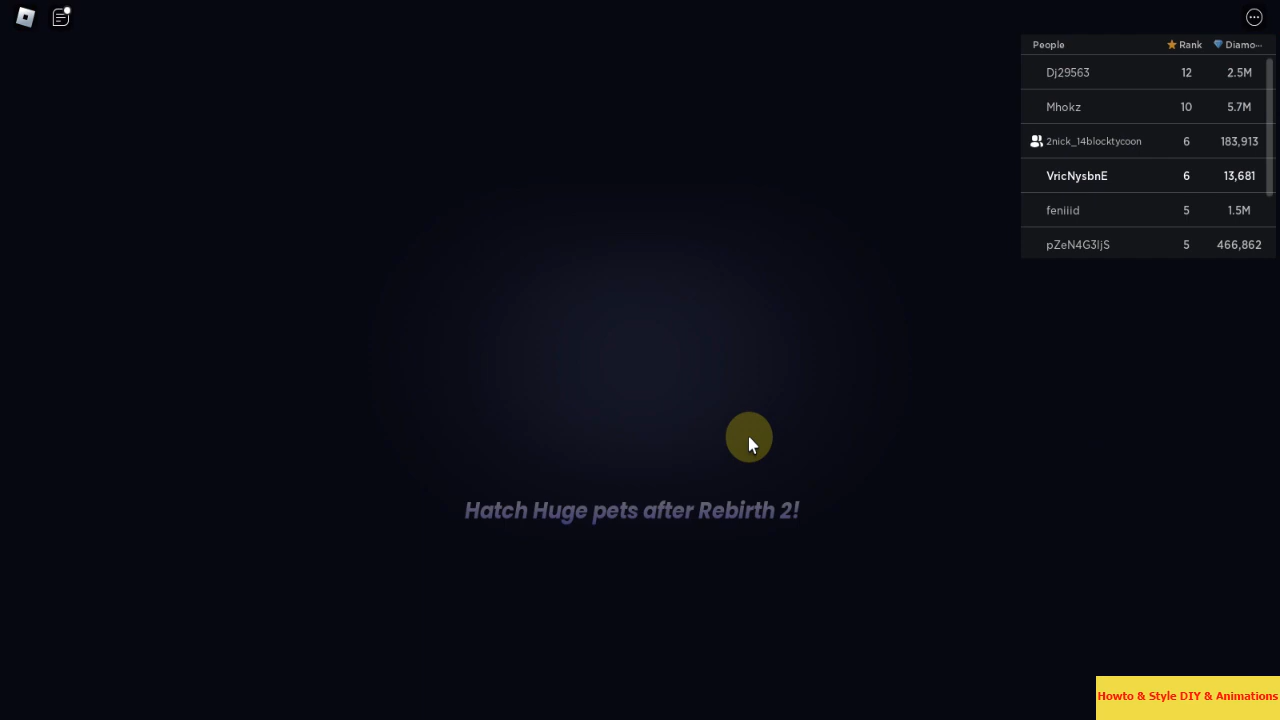 People Rank Diamo...
Dj29563 12 2.5M
Mhokz 10 5.7M
2nick_14blocktycoon 6 183,913
VricNysbnE 6 13,681
feniiid 5 1.5M
pZeN4G3ljS 5 466,862
Hatch Huge pets after Rebirth 2!
Howto & Style DIY & Animations